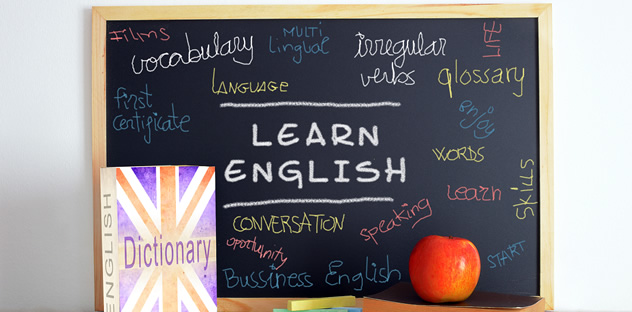 FILMS
vocabulary
MULTI
lingual
irregular
verbs
LANGUAGE
glossary
first
certificate
enjoy
LEARN
ENGLISH
WORDS
learn
SKILLS
CONVERSATION
speaking
oportunity
Bussiness English
START
ENGLISH
Dictionary